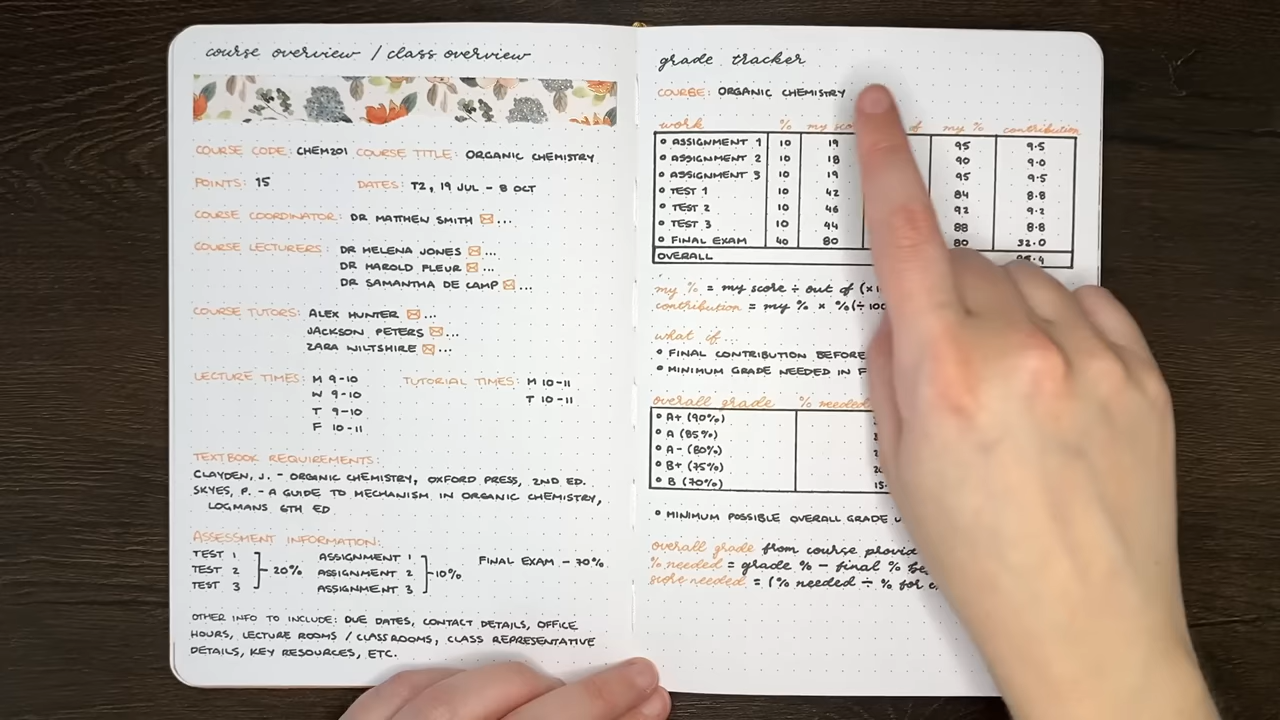 course overview / class overview
COURSE CODE: CHEM201 COURSE TITLE: ORGANIC CHEMISTRY
POINTS: 15 DATES: T2, 19 JUL - 8 OCT
COURSE COORDINATOR: DR MATTHEW SMITH ...
COURSE LECTURERS: DR HELENA JONES ...
DR HAROLD FLEUR ...
DR SAMANTHA DE CAMP ...
COURSE TUTORS: ALEX HUNTER ...
JACKSON PETERS ...
ZARA WILTSHIRE ...
LECTURE TIMES: M 9-10 TUTORIAL TIMES: M 10-11
W 9-10 T 10-11
T 9-10
F 10-11
TEXTBOOK REQUIREMENTS:
CLAYDEN, J. - ORGANIC CHEMISTRY, OXFORD PRESS, 2ND ED.
SKYES, P. - A GUIDE TO MECHANISM IN ORGANIC CHEMISTRY,
LOGMANS 6TH ED
ASSESSMENT INFORMATION:
TEST 1 ASSIGNMENT 1 FINAL EXAM - 70%
TEST 2 - 20% ASSIGNMENT 2 - 10%
TEST 3 ASSIGNMENT 3
OTHER INFO TO INCLUDE: DUE DATES, CONTACT DETAILS, OFFICE
HOURS, LECTURE ROOMS / CLASSROOMS, CLASS REPRESENTATIVE
DETAILS, KEY RESOURCES, ETC.
grade tracker
COURSE: ORGANIC CHEMISTRY
work % my my % contribution
ASSIGNMENT 1 10 19 95 9.5
ASSIGNMENT 2 10 18 90 9.0
ASSIGNMENT 3 10 19 95 9.5
TEST 1 10 42 84 8.8
TEST 2 10 46 92 9.2
TEST 3 10 44 88 8.8
FINAL EXAM 40 80 80 32.0
OVERALL
my % = my score ÷ out of
contribution = my % × % (÷ 100
what if...
FINAL CONTRIBUTION BEFORE
MINIMUM GRADE NEEDED IN
overall grade % needed
A+ (90%)
A (85%)
A- (80%)
B+ (75%)
B (70%)
MINIMUM POSSIBLE OVERALL GRADE
overall grade from course
% needed = grade % - final %
score needed = (% needed ÷ % for